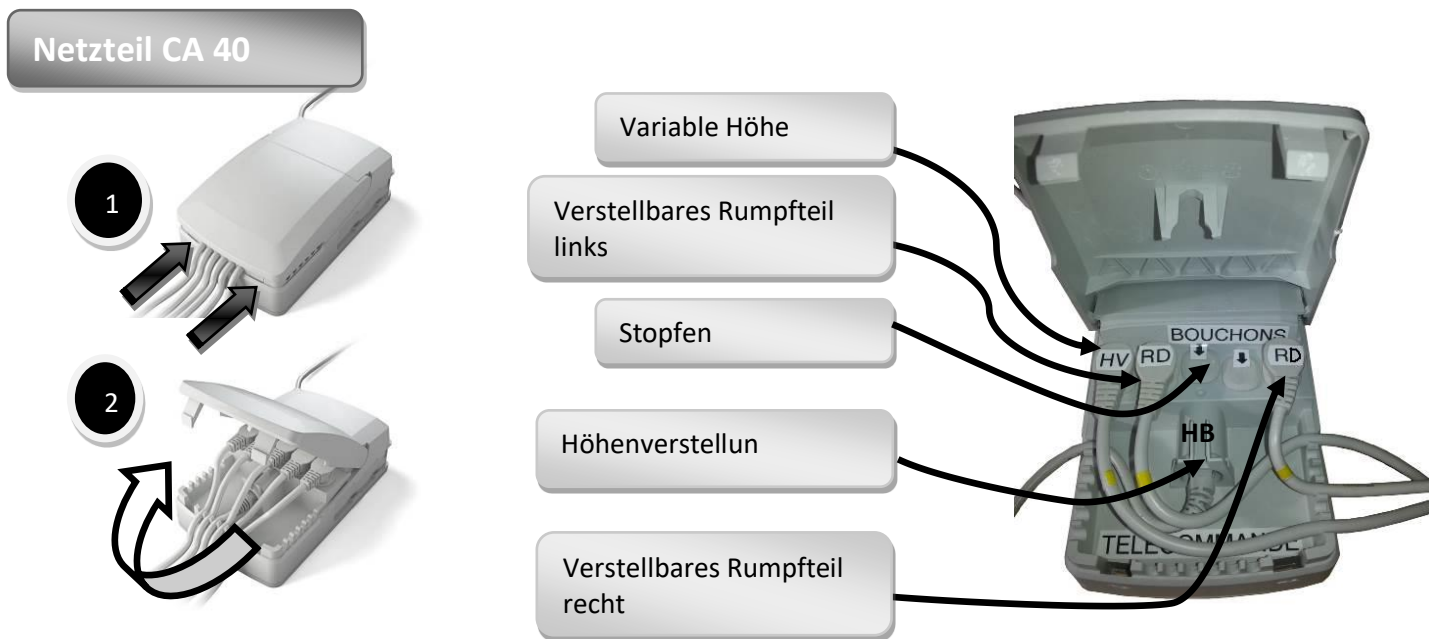 Netzteil CA 40
1
2
Variable Höhe
Verstellbares Rumpfteil
links
Stopfen
Höhenverstellun
Verstellbares Rumpfteil
recht
BOUCHONS
HV
RD
RD
HB
TELECOMMANDE